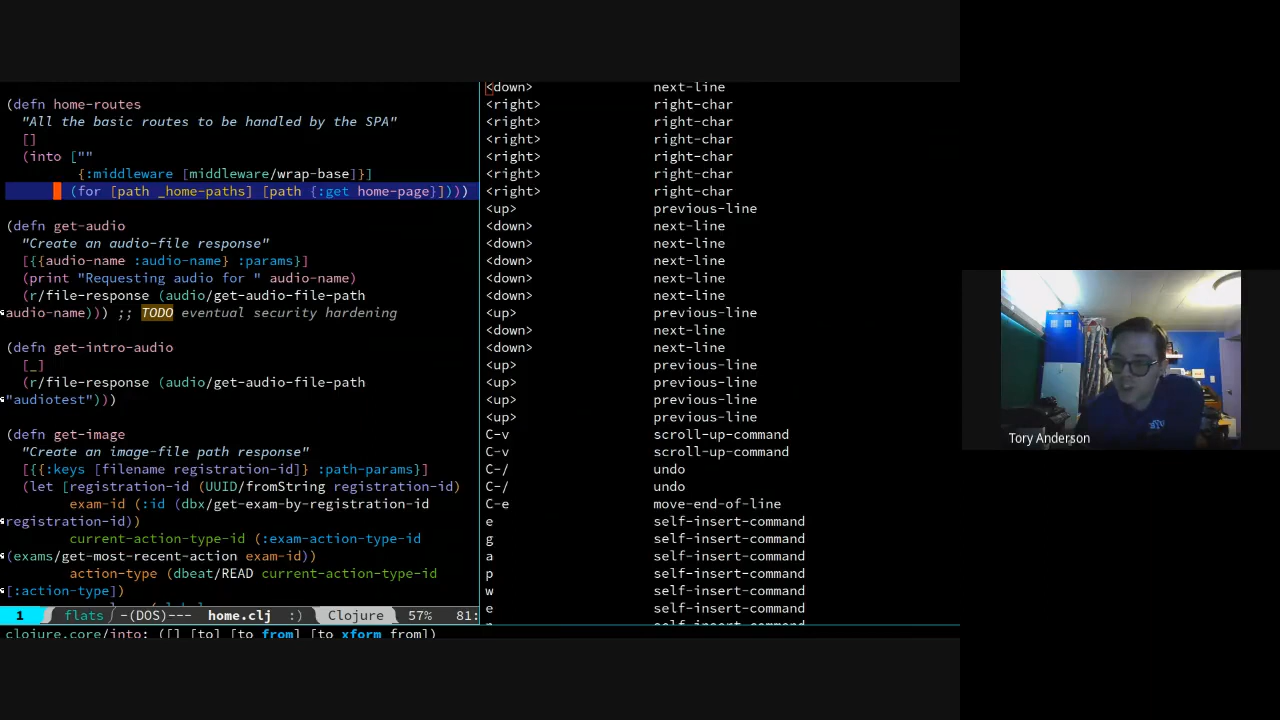 (defn home-routes
"All the basic routes to be handled by the SPA"
[]
(into [""
{:middleware [middleware/wrap-base]}]
(for [path _home-paths] [path {:get home-page}])))
(defn get-audio
"Create an audio-file response"
[{{audio-name :audio-name} :params}]
(print "Requesting audio for " audio-name)
(r/file-response (audio/get-audio-file-path
audio-name))) ;; TODO eventual security hardening
(defn get-intro-audio
[_]
(r/file-response (audio/get-audio-file-path
"audiotest")))
(defn get-image
"Create an image-file path response"
[{{:keys [filename registration-id]} :path-params}]
(let [registration-id (UUID/fromString registration-id)
exam-id (:id (dbx/get-exam-by-registration-id
registration-id))
current-action-type-id (:exam-action-type-id
(exams/get-most-recent-action exam-id))
action-type (dbeat/READ current-action-type-id
[:action-type])
1 flats -(DOS)--- home.clj :) Clojure 57% 81:
clojure.core/into: ([] [to] [to from] [to xform from])
<down> next-line
<right> right-char
<right> right-char
<right> right-char
<right> right-char
<right> right-char
<right> right-char
<up> previous-line
<down> next-line
<down> next-line
<down> next-line
<down> next-line
<down> next-line
<up> previous-line
<down> next-line
<down> next-line
<up> previous-line
<up> previous-line
<up> previous-line
<up> previous-line
C-v scroll-up-command
C-v scroll-up-command
C-/ undo
C-/ undo
C-e move-end-of-line
e self-insert-command
g self-insert-command
a self-insert-command
p self-insert-command
w self-insert-command
e self-insert-command
self-insert-command
Tory Anderson